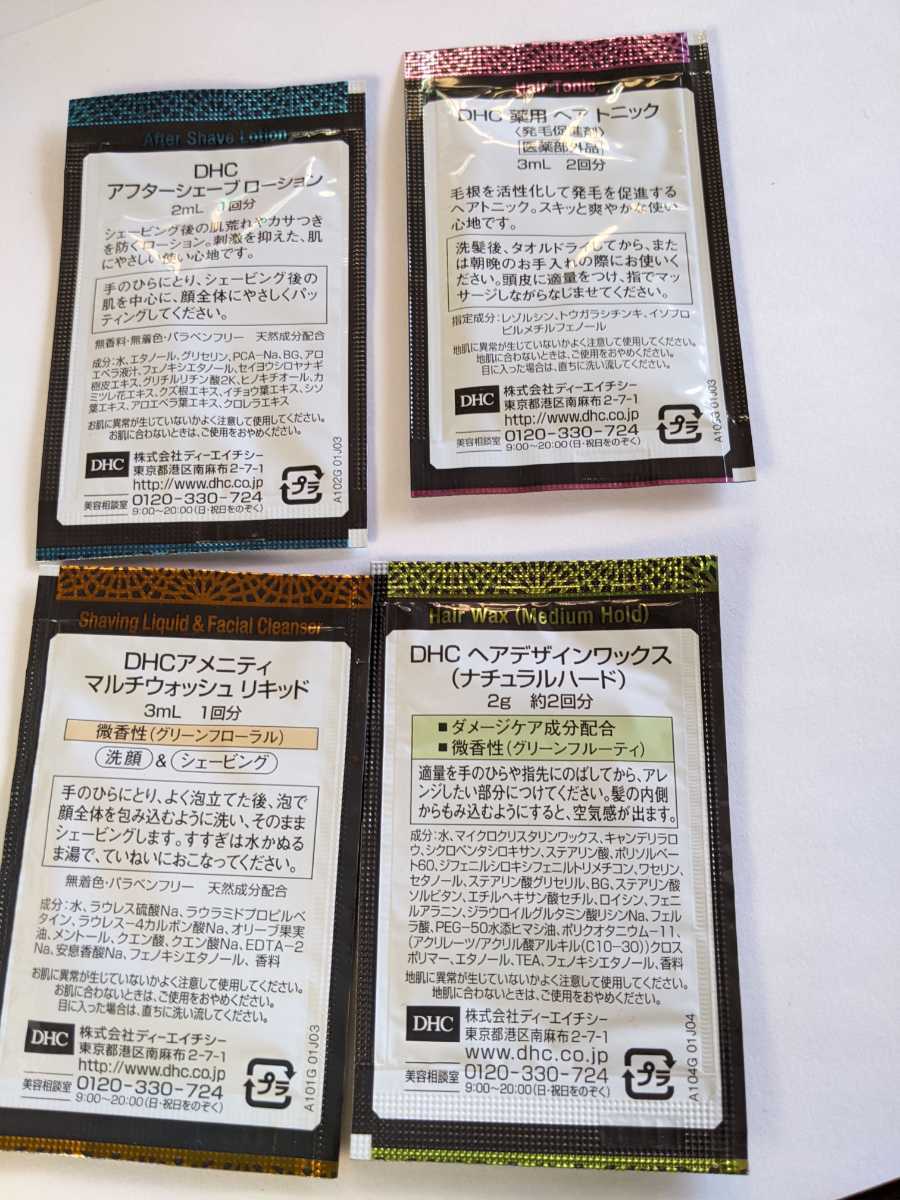 After Shave Lotion
DHC
アフターシェーブ ローション
2mL 1回分
シェービング後の肌荒れやカサつき
を防ぐローション。刺激を抑えた、肌
にやさしい使い心地です。
手のひらにとり、シェービング後の
肌を中心に、顔全体にやさしくパッ
ティングしてください。
無香料・無着色・パラベンフリー 天然成分配合
成分:水、エタノール、グリセリン、PCA-Na、BG、アロ
エベラ液汁、フェノキシエタノール、セイヨウシロヤナギ
樹皮エキス、グリチルリチン酸2K、ヒノキチオール、カ
ミツレ花エキス、クズ根エキス、イチョウ葉エキス、シソ
葉エキス、アロエベラ葉エキス、クロレラエキス
お肌に異常が生じていないかよく注意して使用してください。
お肌に合わないときは、ご使用をおやめください。
DHC
株式会社ディーエイチシー
東京都港区南麻布2-7-1
http://www.dhc.co.jp
美容相談室 0120-330-724
9:00~20:00(日・祝日をのぞく)
プラ
A102G 01J03
Hair Tonic
DHC 薬用 ヘア トニック
〈発毛促進剤〉
[医薬部外品]
3mL 2回分
毛根を活性化して発毛を促進する
ヘアトニック。スキッと爽やかな使い
心地です。
洗髪後、タオルドライしてから、また
は朝晩のお手入れの際にお使いく
ださい。頭皮に適量をつけ、指でマッ
サージしながらなじませてください。
指定成分:レゾルシン、トウガラシチンキ、イソプロ
ピルメチルフェノール
地肌に異常が生じていないかよく注意して使用してください。
地肌に合わないときは、ご使用をおやめください。
目に入った場合は、直ちに洗い流してください。
DHC
株式会社ディーエイチシー
東京都港区南麻布2-7-1
http://www.dhc.co.jp
美容相談室 0120-330-724
9:00~20:00(日・祝日をのぞく)
プラ
01J03
Shaving Liquid & Facial Cleanser
DHCアメニティ
マルチウォッシュ リキッド
3mL 1回分
微香性(グリーンフローラル)
洗顔 & シェービング
手のひらにとり、よく泡立てた後、泡で
顔全体を包み込むように洗い、そのまま
シェービングします。すすぎは水かぬる
ま湯で、ていねいにおこなってください。
無着色・パラベンフリー 天然成分配合
成分:水、ラウレス硫酸Na、ラウラミドプロピルベ
タイン、ラウレス-4カルボン酸Na、オリーブ果実
油、メントール、クエン酸、クエン酸Na、EDTA-2
Na、安息香酸Na、フェノキシエタノール、香料
お肌に異常が生じていないかよく注意して使用してください。
お肌に合わないときは、ご使用をおやめください。
目に入った場合は、直ちに洗い流してください。
DHC
株式会社ディーエイチシー
東京都港区南麻布2-7-1
http://www.dhc.co.jp
美容相談室 0120-330-724
9:00~20:00(日・祝日をのぞく)
プラ
A101G 01J03
Hair Wax (Medium Hold)
DHC ヘアデザインワックス
(ナチュラルハード)
2g 約2回分
■ ダメージケア成分配合
■ 微香性(グリーンフルーティ)
適量を手のひらや指先にのばしてから、アレ
ンジしたい部分につけてください。髪の内側
からもみ込むようにすると、空気感が出ます。
成分:水、マイクロクリスタリンワックス、キャンデリラロ
ウ、シクロペンタシロキサン、ステアリン酸、ポリソルベー
ト60、ジフェニルシロキシフェニルトリメチコン、ワセリン、
セタノール、ステアリン酸グリセリル、BG、ステアリン酸
ソルビタン、エチルヘキサン酸セチル、ロイシン、フェニ
ルアラニン、ジラウロイルグルタミン酸リシンNa、フェル
ラ酸、PEG-50水添ヒマシ油、ポリクオタニウム-11、
(アクリレーツ/アクリル酸アルキル(C10-30))クロス
ポリマー、エタノール、TEA、フェノキシエタノール、香料
地肌に異常が生じていないかよく注意して使用してください。
地肌に合わないときは、ご使用をおやめください。
DHC
株式会社ディーエイチシー
東京都港区南麻布2-7-1
www.dhc.co.jp
美容相談室 0120-330-724
9:00~20:00(日・祝日をのぞく)
プラ
A104G 01J04